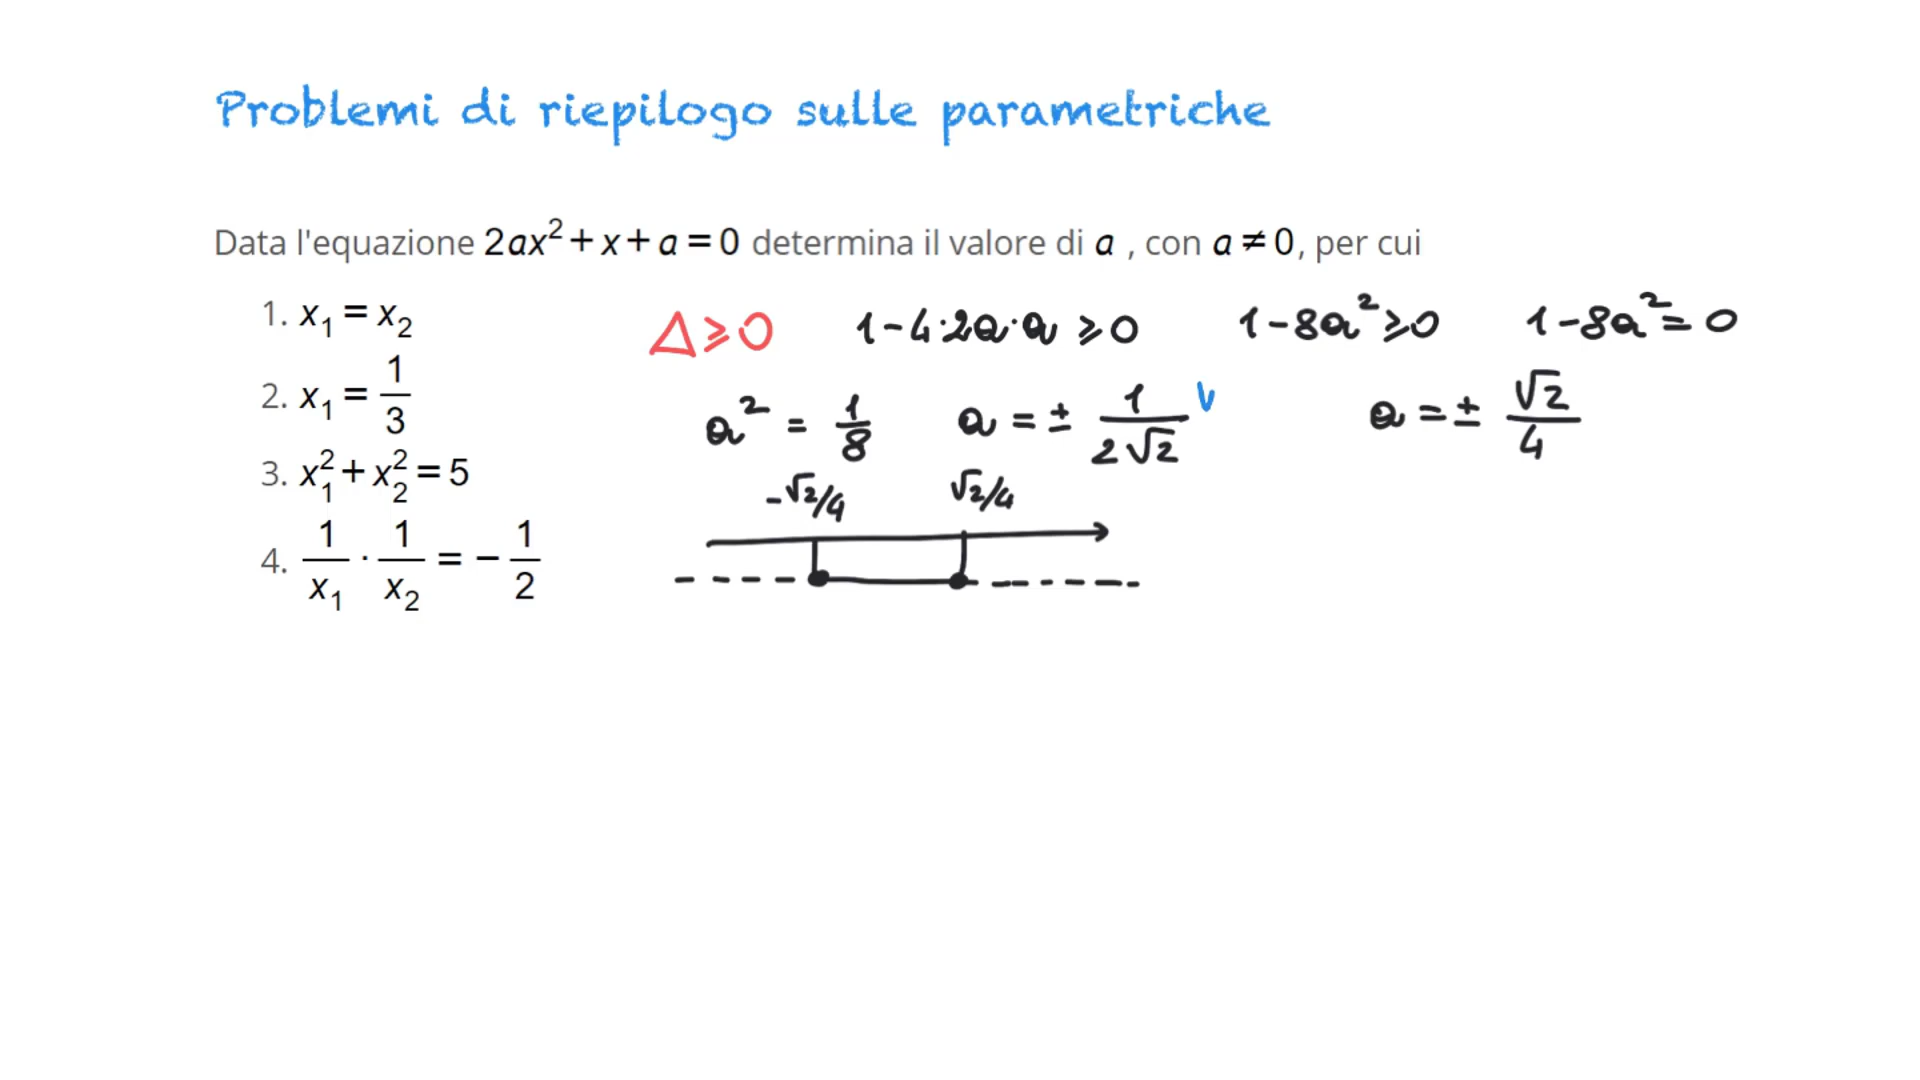 Problemi di riepilogo sulle parametriche
Data l'equazione 2ax² + x + a = 0 determina il valore di a , con a ≠ 0, per cui
1. x₁ = x₂
2. x₁ = 1/3
3. x₁² + x₂² = 5
4. 1/x₁ · 1/x₂ = − 1/2
Δ ⩾ 0 1 − 4·2a·a ⩾ 0 1 − 8a² ⩾ 0 1 − 8a² = 0
a² = 1/8 a = ± 1/(2√2) a = ± √2/4
−√2/4 √2/4